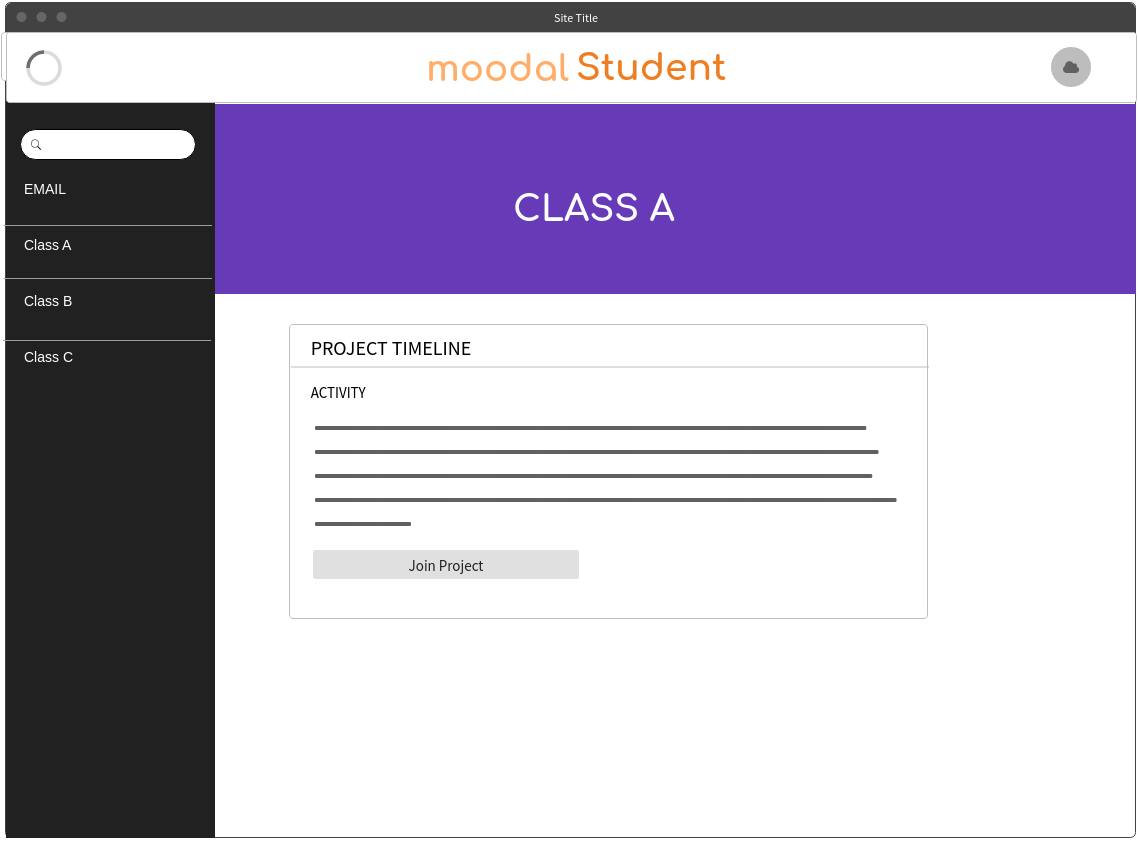 Site Title
moodal Student
EMAIL
Class A
Class B
Class C
CLASS A
PROJECT TIMELINE
ACTIVITY
Join Project